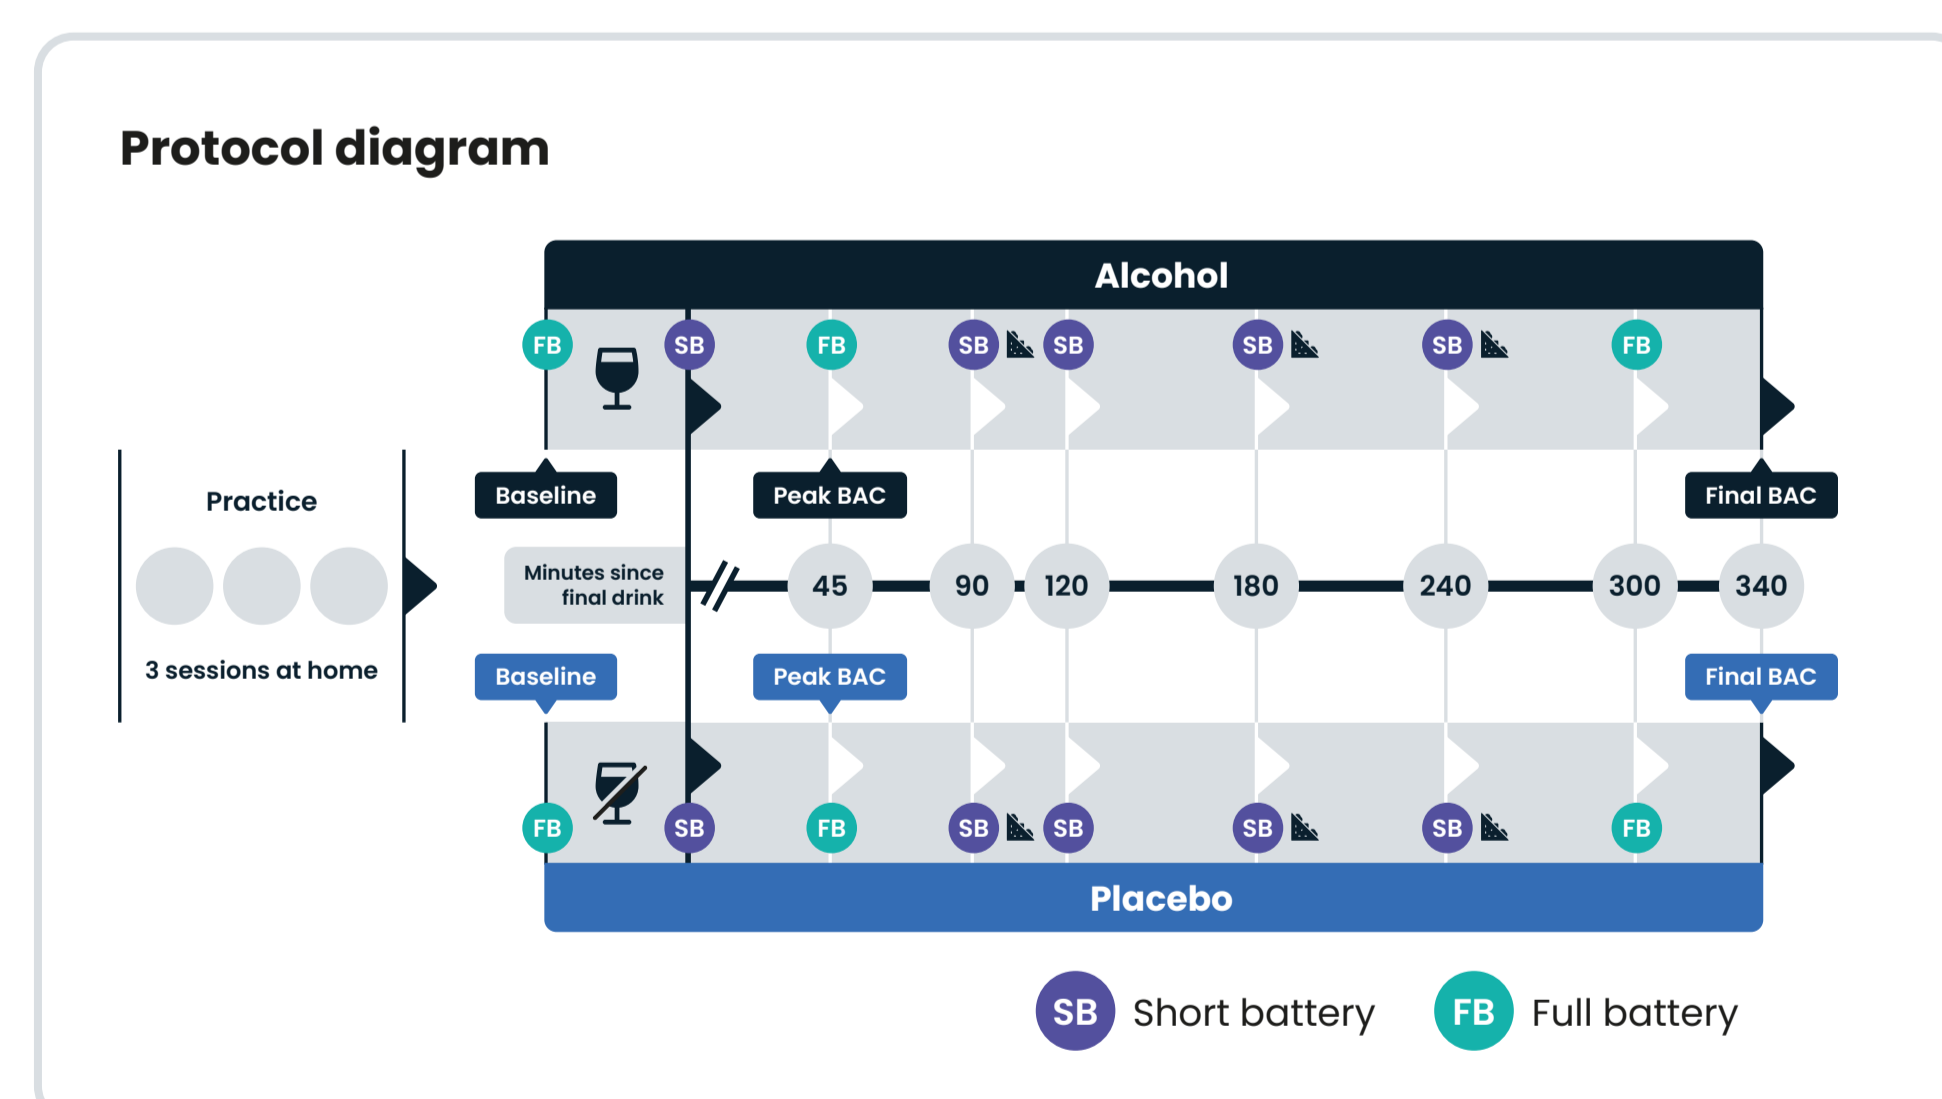 Protocol diagram
Alcohol
FB SB FB SB SB SB SB FB
Baseline Peak BAC Final BAC
Practice
3 sessions at home
Minutes since
final drink
45 90 120 180 240 300 340
Baseline Peak BAC Final BAC
FB SB FB SB SB SB SB FB
Placebo
SB Short battery FB Full battery